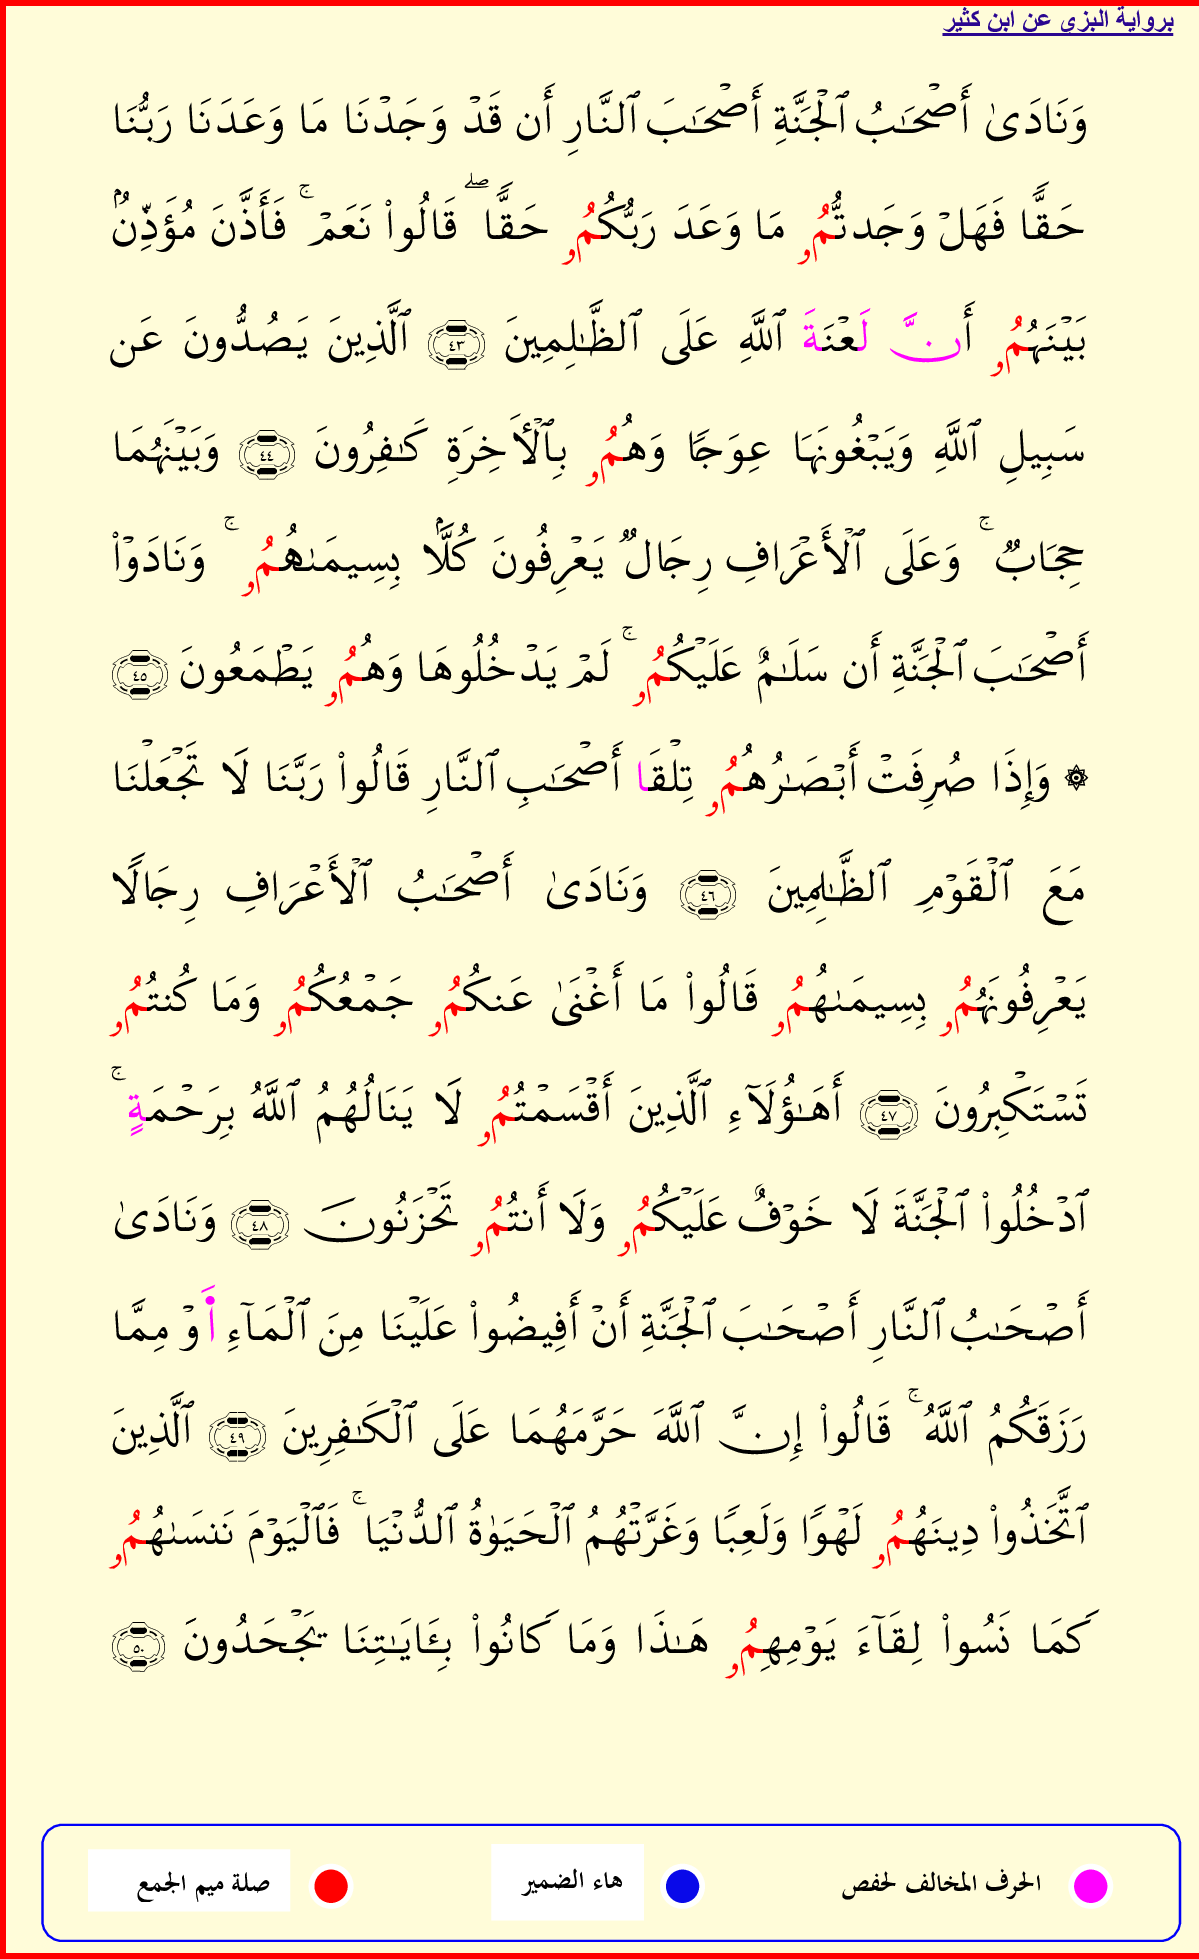 برواية البزى عن ابن كثير
وَنَادَىٰ أَصْحَـٰبُ ٱلْجَنَّةِ أَصْحَـٰبَ ٱلنَّارِ أَن قَدْ وَجَدْنَا مَا وَعَدَنَا رَبُّنَا
حَقًّا فَهَلْ وَجَدتُّمُۥ مَا وَعَدَ رَبُّكُمُۥ حَقًّا ۖ قَالُوا۟ نَعَمْ ۚ فَأَذَّنَ مُؤَذِّنٌۢ
بَيْنَهُمُۥ أَنَّ لَعْنَةَ ٱللَّهِ عَلَى ٱلظَّـٰلِمِينَ ٤٣ ٱلَّذِينَ يَصُدُّونَ عَن
سَبِيلِ ٱللَّهِ وَيَبْغُونَهَا عِوَجًا وَهُمُۥ بِٱلْأَخِرَةِ كَـٰفِرُونَ ٤٤ وَبَيْنَهُمَا
حِجَابٌ ۚ وَعَلَى ٱلْأَعْرَافِ رِجَالٌ يَعْرِفُونَ كُلًّۢا بِسِيمَىٰهُمُۥ ۚ وَنَادَوْا۟
أَصْحَـٰبَ ٱلْجَنَّةِ أَن سَلَـٰمٌ عَلَيْكُمُۥ ۚ لَمْ يَدْخُلُوهَا وَهُمُۥ يَطْمَعُونَ ٤٥
۞ وَإِذَا صُرِفَتْ أَبْصَـٰرُهُمُۥ تِلْقَا أَصْحَـٰبِ ٱلنَّارِ قَالُوا۟ رَبَّنَا لَا تَجْعَلْنَا
مَعَ ٱلْقَوْمِ ٱلظَّـٰلِمِينَ ٤٦ وَنَادَىٰ أَصْحَـٰبُ ٱلْأَعْرَافِ رِجَالًا
يَعْرِفُونَهُمُۥ بِسِيمَىٰهُمُۥ قَالُوا۟ مَا أَغْنَىٰ عَنكُمُۥ جَمْعُكُمُۥ وَمَا كُنتُمُۥ
تَسْتَكْبِرُونَ ٤٧ أَهَـٰؤُلَآءِ ٱلَّذِينَ أَقْسَمْتُمُۥ لَا يَنَالُهُمُ ٱللَّهُ بِرَحْمَةٍ ۚ
ٱدْخُلُوا۟ ٱلْجَنَّةَ لَا خَوْفٌ عَلَيْكُمُۥ وَلَا أَنتُمُۥ تَحْزَنُونَ ٤٨ وَنَادَىٰ
أَصْحَـٰبُ ٱلنَّارِ أَصْحَـٰبَ ٱلْجَنَّةِ أَنْ أَفِيضُوا۟ عَلَيْنَا مِنَ ٱلْمَآءِ اَ۬وْ مِمَّا
رَزَقَكُمُ ٱللَّهُ ۚ قَالُوا۟ إِنَّ ٱللَّهَ حَرَّمَهُمَا عَلَى ٱلْكَـٰفِرِينَ ٤٩ ٱلَّذِينَ
ٱتَّخَذُوا۟ دِينَهُمُۥ لَهْوًا وَلَعِبًا وَغَرَّتْهُمُ ٱلْحَيَوٰةُ ٱلدُّنْيَا ۚ فَٱلْيَوْمَ نَنسَىٰهُمُۥ
كَمَا نَسُوا۟ لِقَآءَ يَوْمِهِمُۥ هَـٰذَا وَمَا كَانُوا۟ بِـَٔايَـٰتِنَا يَجْحَدُونَ ٥٠
الحرف المخالف لحفص هاء الضمير صلة ميم الجمع